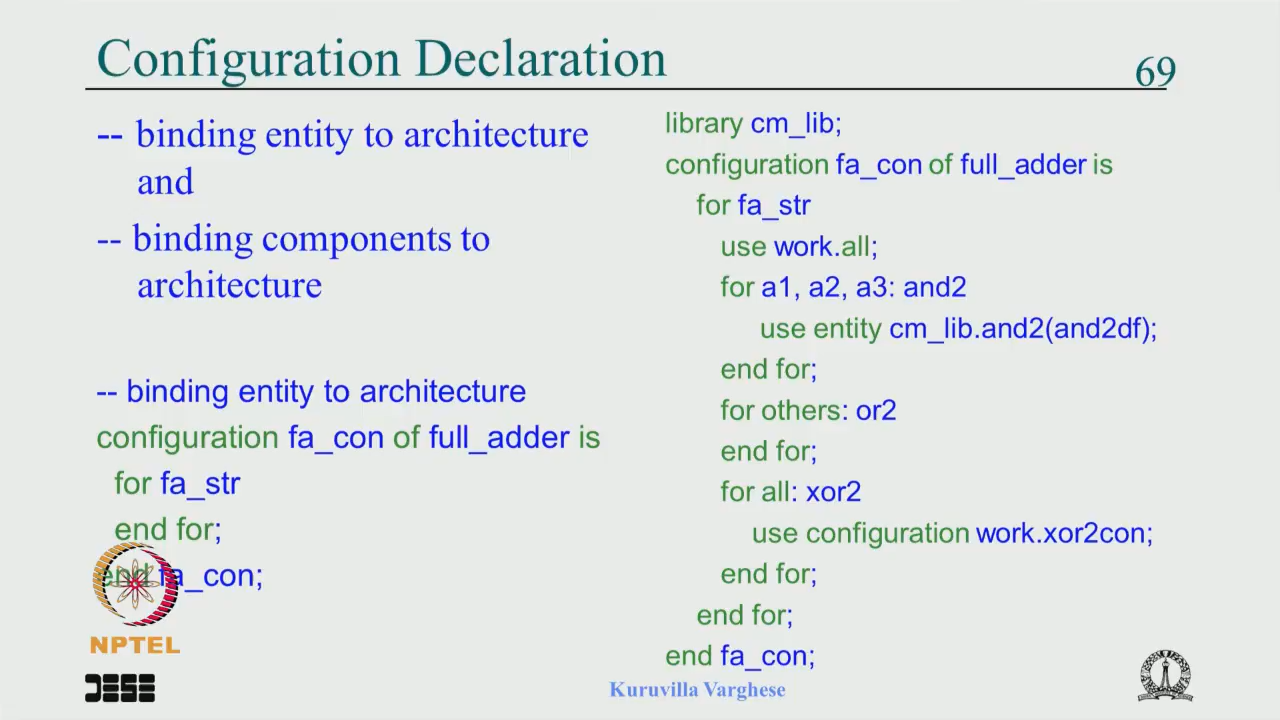 Configuration Declaration
69
-- binding entity to architecture
and
-- binding components to
architecture
-- binding entity to architecture
configuration fa_con of full_adder is
for fa_str
end for;
end fa_con;
library cm_lib;
configuration fa_con of full_adder is
for fa_str
use work.all;
for a1, a2, a3: and2
use entity cm_lib.and2(and2df);
end for;
for others: or2
end for;
for all: xor2
use configuration work.xor2con;
end for;
end for;
end fa_con;
NPTEL
DESE
Kuruvilla Varghese